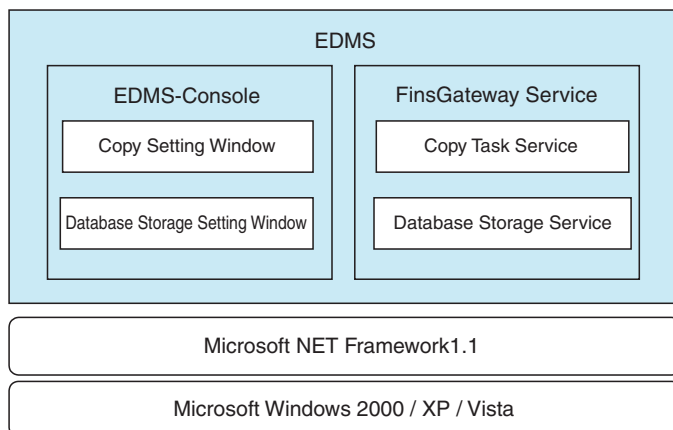 EDMS
EDMS-Console
Copy Setting Window
Database Storage Setting Window
FinsGateway Service
Copy Task Service
Database Storage Service
Microsoft NET Framework1.1
Microsoft Windows 2000 / XP / Vista